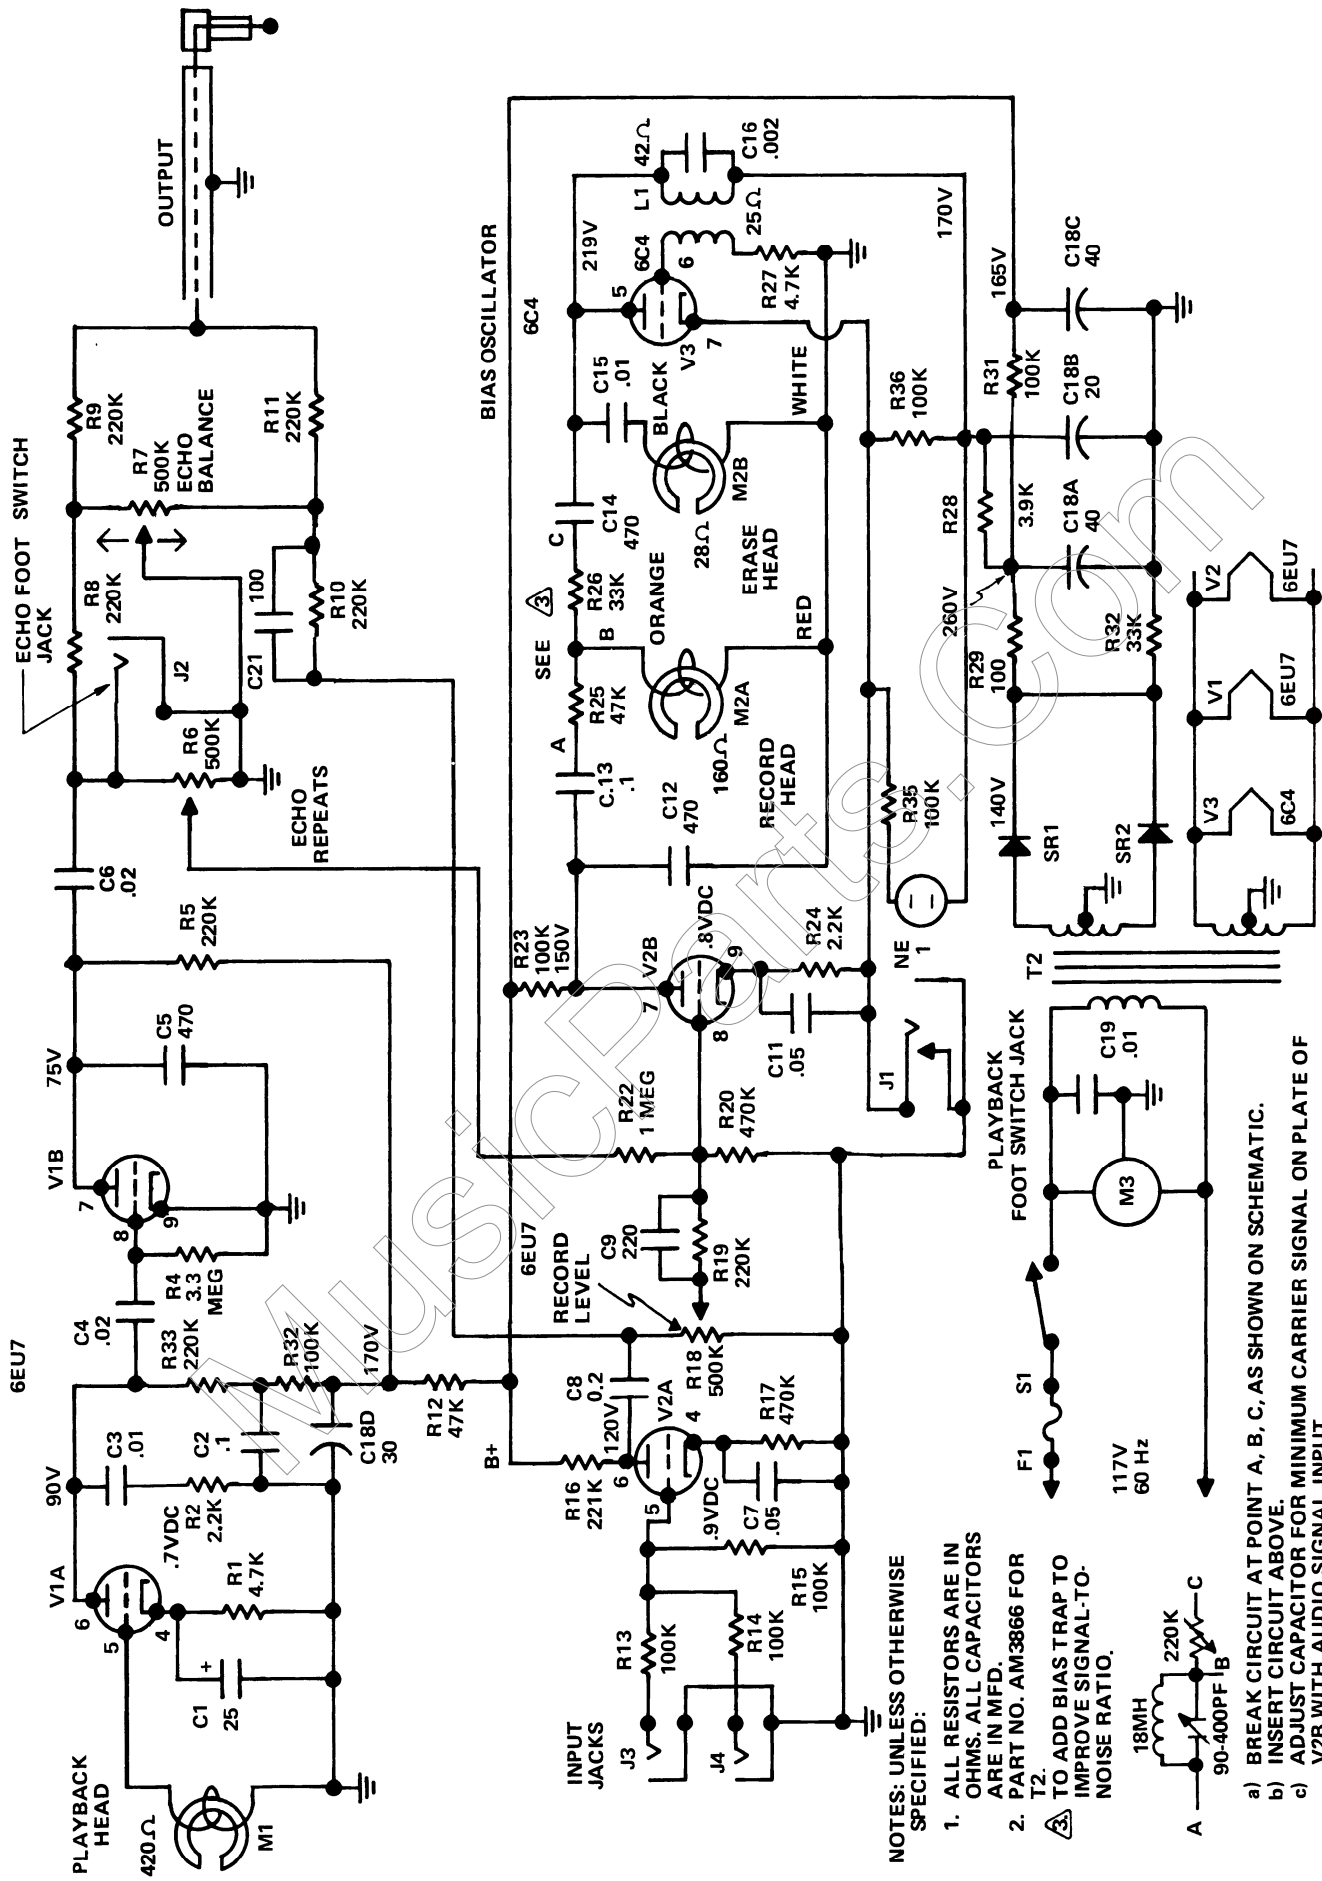 PLAYBACK
HEAD
420Ω
M1
6EU7
V1A
90V
6
5
4
.7VDC
C1
25
+
R1
4.7K
R2
2.2K
C3
.01
C2
.1
C4
.02
R33
220K
R32
100K
170V
C18D
30
R12
47K
R4
3.3
MEG
V1B
75V
7
8
9
C5
470
R5
220K
C6
.02
ECHO
REPEATS
R6
500K
J2
ECHO FOOT SWITCH
JACK
R8
220K
C21
100
R10
220K
R7
500K
ECHO
BALANCE
R9
220K
R11
220K
OUTPUT
INPUT
JACKS
J3
J4
R13
100K
R14
100K
R15
100K
B+
R16
221K
120V
V2A
6
5
4
.9VDC
C7
.05
R17
470K
C8
0.2
6EU7
RECORD
LEVEL
R18
500K
C9
220
R19
220K
R22
1 MEG
R20
470K
R23
100K
150V
V2B
7
8
9
.8VDC
C11
.05
R24
2.2K
C12
470
C.13
.1
A
R25
47K
SEE 3
B
R26
33K
C
C14
470
160Ω
M2A
RECORD
HEAD
ORANGE
RED
28Ω
M2B
ERASE
HEAD
BLACK
WHITE
C15
.01
BIAS OSCILLATOR
6C4
219V
5
6C4
6
V3
7
L1
42Ω
C16
.002
25Ω
R27
4.7K
170V
J1
PLAYBACK
FOOT SWITCH JACK
NE
1
R35
100K
R36
100K
R28
3.9K
260V
R29
100
R31
100K
165V
C18A
40
C18B
20
C18C
40
R32
33K
140V
SR1
SR2
T2
V3
6C4
V1
6EU7
V2
6EU7
C19
.01
M3
S1
F1
117V
60 Hz
NOTES: UNLESS OTHERWISE
SPECIFIED:
1. ALL RESISTORS ARE IN
OHMS. ALL CAPACITORS
ARE IN MFD.
2. PART NO. AM3866 FOR
T2.
3. TO ADD BIAS TRAP TO
IMPROVE SIGNAL-TO-
NOISE RATIO.
A
18MH
90-400PF
B
220K
C
a) BREAK CIRCUIT AT POINT A, B, C, AS SHOWN ON SCHEMATIC.
b) INSERT CIRCUIT ABOVE.
c) ADJUST CAPACITOR FOR MINIMUM CARRIER SIGNAL ON PLATE OF
V2B WITH AUDIO SIGNAL INPUT
MusicParts.Com